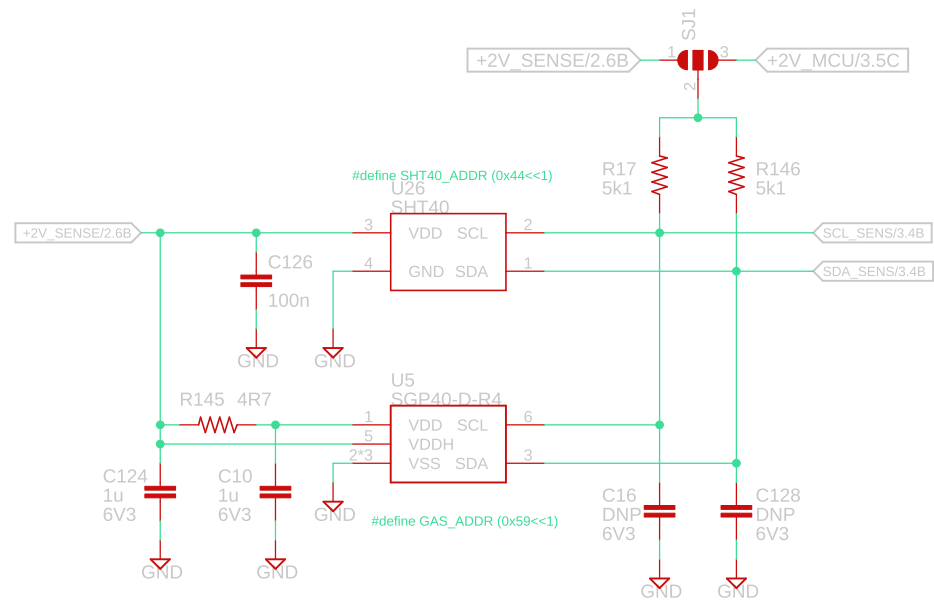 SJ1
+2V_SENSE/2.6B
1
3
+2V_MCU/3.5C
2
R17
5k1
R146
5k1
#define SHT40_ADDR (0x44<<1)
U26
SHT40
+2V_SENSE/2.6B
3
VDD
SCL
2
SCL_SENS/3.4B
4
GND
SDA
1
SDA_SENS/3.4B
C126
100n
GND
GND
U5
SGP40-D-R4
R145
4R7
1
VDD
SCL
6
5
VDDH
2*3
VSS
SDA
3
C124
1u
6V3
C10
1u
6V3
GND
#define GAS_ADDR (0x59<<1)
C16
DNP
6V3
C128
DNP
6V3
GND
GND
GND
GND